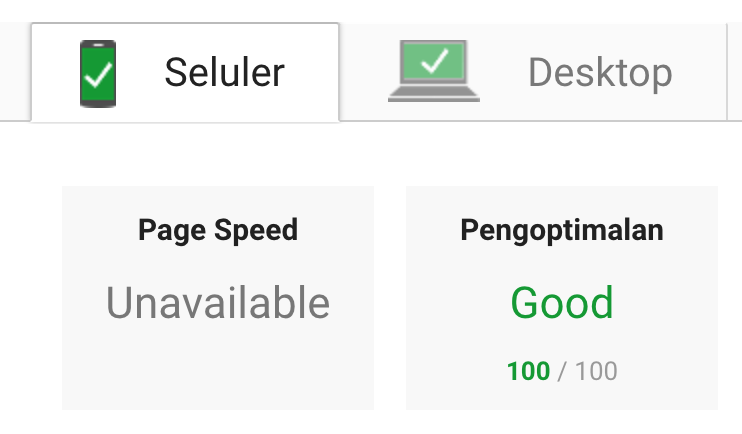 Seluler
Desktop
Page Speed
Unavailable
Pengoptimalan
Good
100 / 100